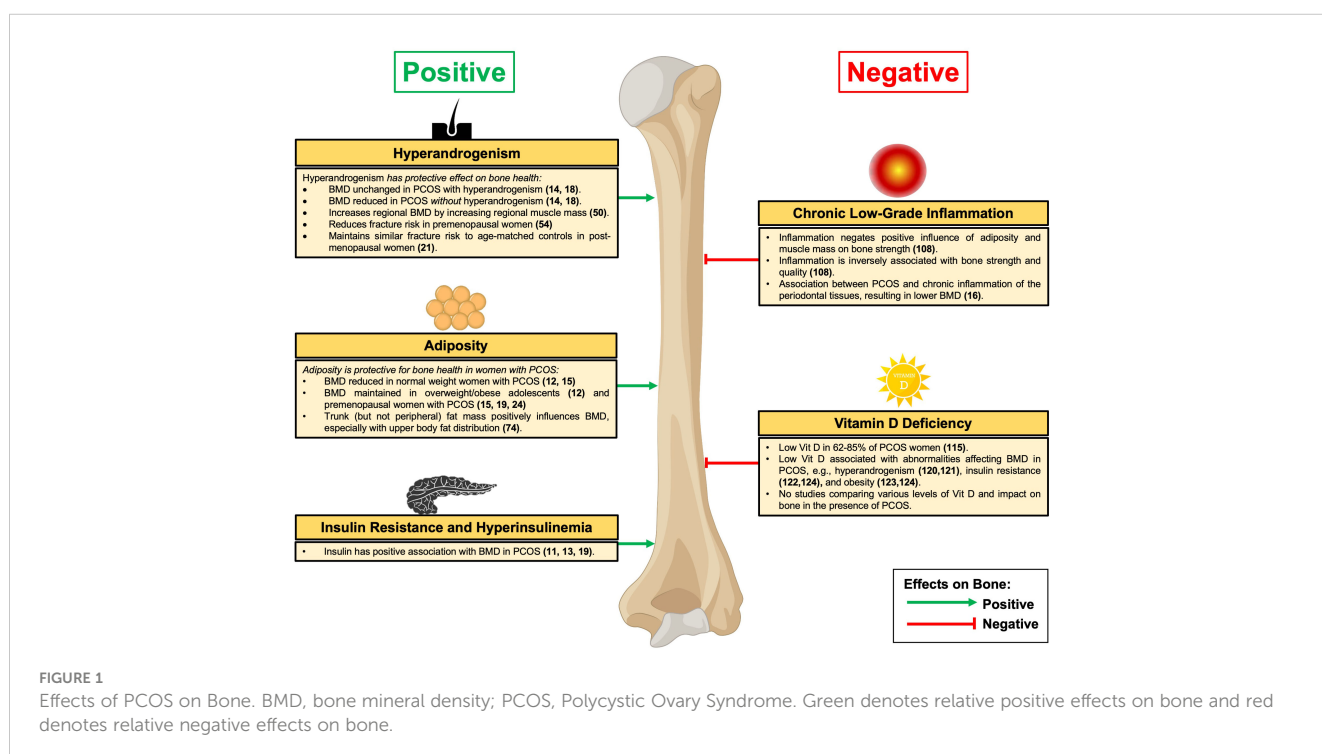 Positive
Hyperandrogenism
Hyperandrogenism has protective effect on bone health:
• BMD unchanged in PCOS with hyperandrogenism (14, 18).
• BMD reduced in PCOS without hyperandrogenism (14, 18).
• Increases regional BMD by increasing regional muscle mass (50).
• Reduces fracture risk in premenopausal women (54)
• Maintains similar fracture risk to age-matched controls in post-
menopausal women (21).
Adiposity
Adiposity is protective for bone health in women with PCOS:
• BMD reduced in normal weight women with PCOS (12, 15)
• BMD maintained in overweight/obese adolescents (12) and
premenopausal women with PCOS (15, 19, 24)
• Trunk (but not peripheral) fat mass positively influences BMD,
especially with upper body fat distribution (74).
Insulin Resistance and Hyperinsulinemia
• Insulin has positive association with BMD in PCOS (11, 13, 19).
Negative
Chronic Low-Grade Inflammation
• Inflammation negates positive influence of adiposity and
muscle mass on bone strength (108).
• Inflammation is inversely associated with bone strength and
quality (108).
• Association between PCOS and chronic inflammation of the
periodontal tissues, resulting in lower BMD (16).
VITAMIN
D
Vitamin D Deficiency
• Low Vit D in 62-85% of PCOS women (115).
• Low Vit D associated with abnormalities affecting BMD in
PCOS, e.g., hyperandrogenism (120,121), insulin resistance
(122,124), and obesity (123,124).
• No studies comparing various levels of Vit D and impact on
bone in the presence of PCOS.
Effects on Bone:
Positive
Negative
FIGURE 1
Effects of PCOS on Bone. BMD, bone mineral density; PCOS, Polycystic Ovary Syndrome. Green denotes relative positive effects on bone and red
denotes relative negative effects on bone.